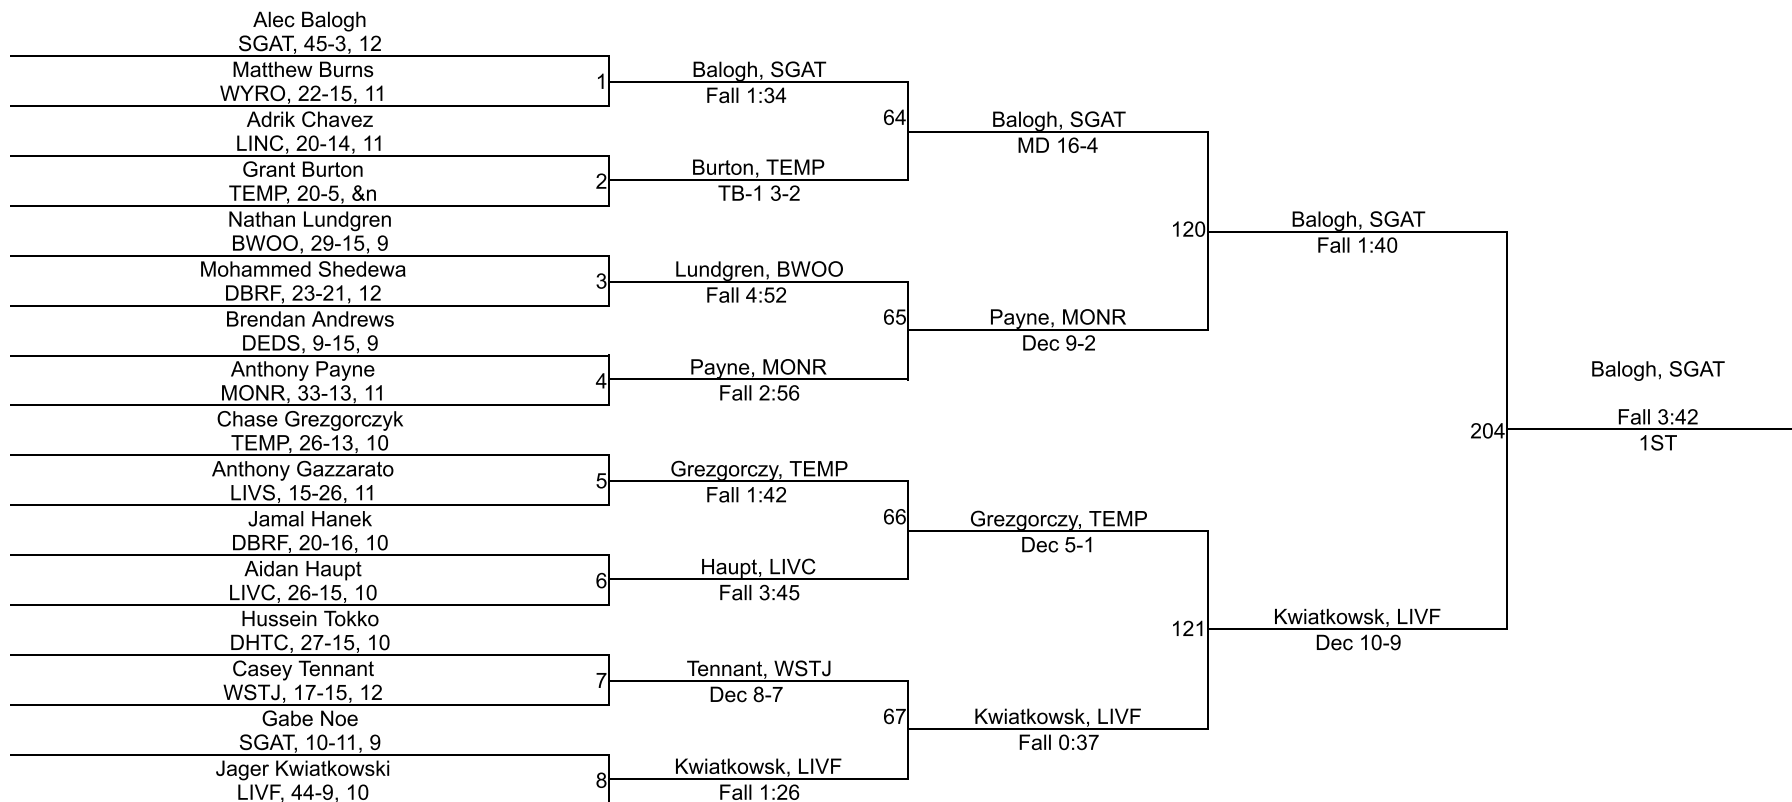 Alec Balogh
SGAT, 45-3, 12
Matthew Burns
WYRO, 22-15, 11
Adrik Chavez
LINC, 20-14, 11
Grant Burton
TEMP, 20-5, &n
Nathan Lundgren
BWOO, 29-15, 9
Mohammed Shedewa
DBRF, 23-21, 12
Brendan Andrews
DEDS, 9-15, 9
Anthony Payne
MONR, 33-13, 11
Chase Grezgorczyk
TEMP, 26-13, 10
Anthony Gazzarato
LIVS, 15-26, 11
Jamal Hanek
DBRF, 20-16, 10
Aidan Haupt
LIVC, 26-15, 10
Hussein Tokko
DHTC, 27-15, 10
Casey Tennant
WSTJ, 17-15, 12
Gabe Noe
SGAT, 10-11, 9
Jager Kwiatkowski
LIVF, 44-9, 10
1
2
3
4
5
6
7
8
Balogh, SGAT
Fall 1:34
Burton, TEMP
TB-1 3-2
Lundgren, BWOO
Fall 4:52
Payne, MONR
Fall 2:56
Grezgorczy, TEMP
Fall 1:42
Haupt, LIVC
Fall 3:45
Tennant, WSTJ
Dec 8-7
Kwiatkowsk, LIVF
Fall 1:26
64
65
66
67
Balogh, SGAT
MD 16-4
Payne, MONR
Dec 9-2
Grezgorczy, TEMP
Dec 5-1
Kwiatkowsk, LIVF
Fall 0:37
120
121
Balogh, SGAT
Fall 1:40
Kwiatkowsk, LIVF
Dec 10-9
204
Balogh, SGAT
Fall 3:42
1ST